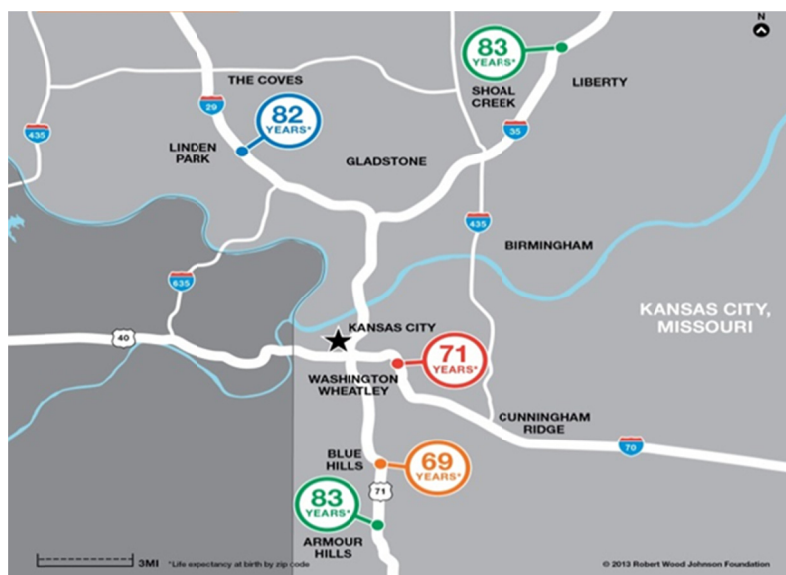 N
83
YEARS*
SHOAL
CREEK
LIBERTY
THE COVES
29
82
YEARS*
435
LINDEN
PARK
35
GLADSTONE
435
BIRMINGHAM
635
KANSAS CITY,
MISSOURI
40
KANSAS CITY
71
YEARS*
WASHINGTON
WHEATLEY
CUNNINGHAM
RIDGE
70
BLUE
HILLS
69
YEARS*
71
83
YEARS*
ARMOUR
HILLS
3MI
*Life expectancy at birth by zip code
© 2013 Robert Wood Johnson Foundation